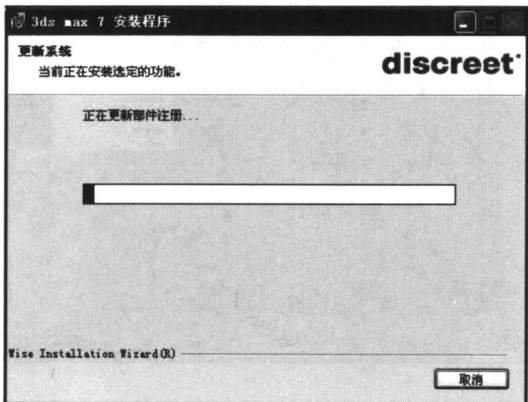 3ds max 7 安装程序
更新系统
当前正在安装选定的功能。
discreet
正在更新部件注册...
Wise Installation Wizard(R)
取消